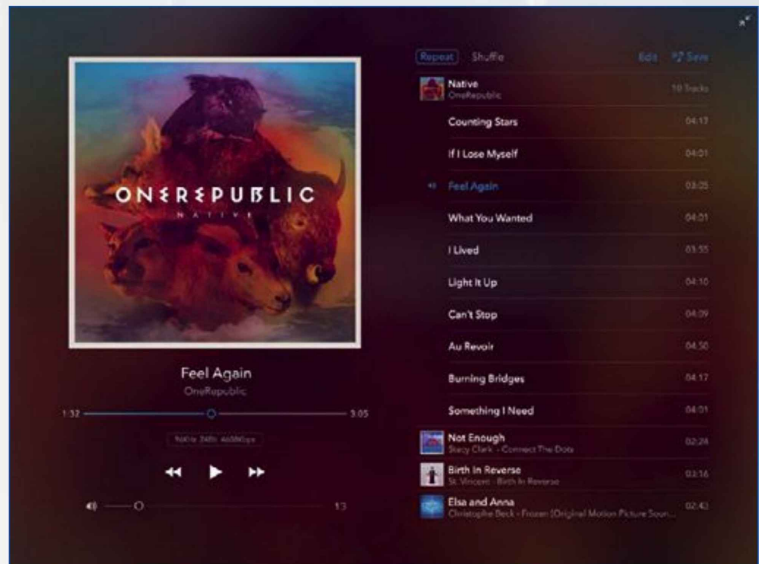 ONEREPUBLIC
NATIVE
Feel Again
OneRepublic
1:32
3:05
13
Repeat Shuffle Edit Save
Native
OneRepublic
10 Tracks
Counting Stars 04:17
If I Lose Myself 04:01
Feel Again 03:05
What You Wanted 04:01
I Lived 03:55
Light It Up 04:10
Can't Stop 04:09
Au Revoir 04:50
Burning Bridges 04:17
Something I Need 04:01
Not Enough 02:24
Stacy Clark - Connect The Dots
Birth In Reverse 03:16
St. Vincent - Birth In Reverse
Elsa and Anna 02:43
Christophe Beck - Frozen (Original Motion Picture Soun...